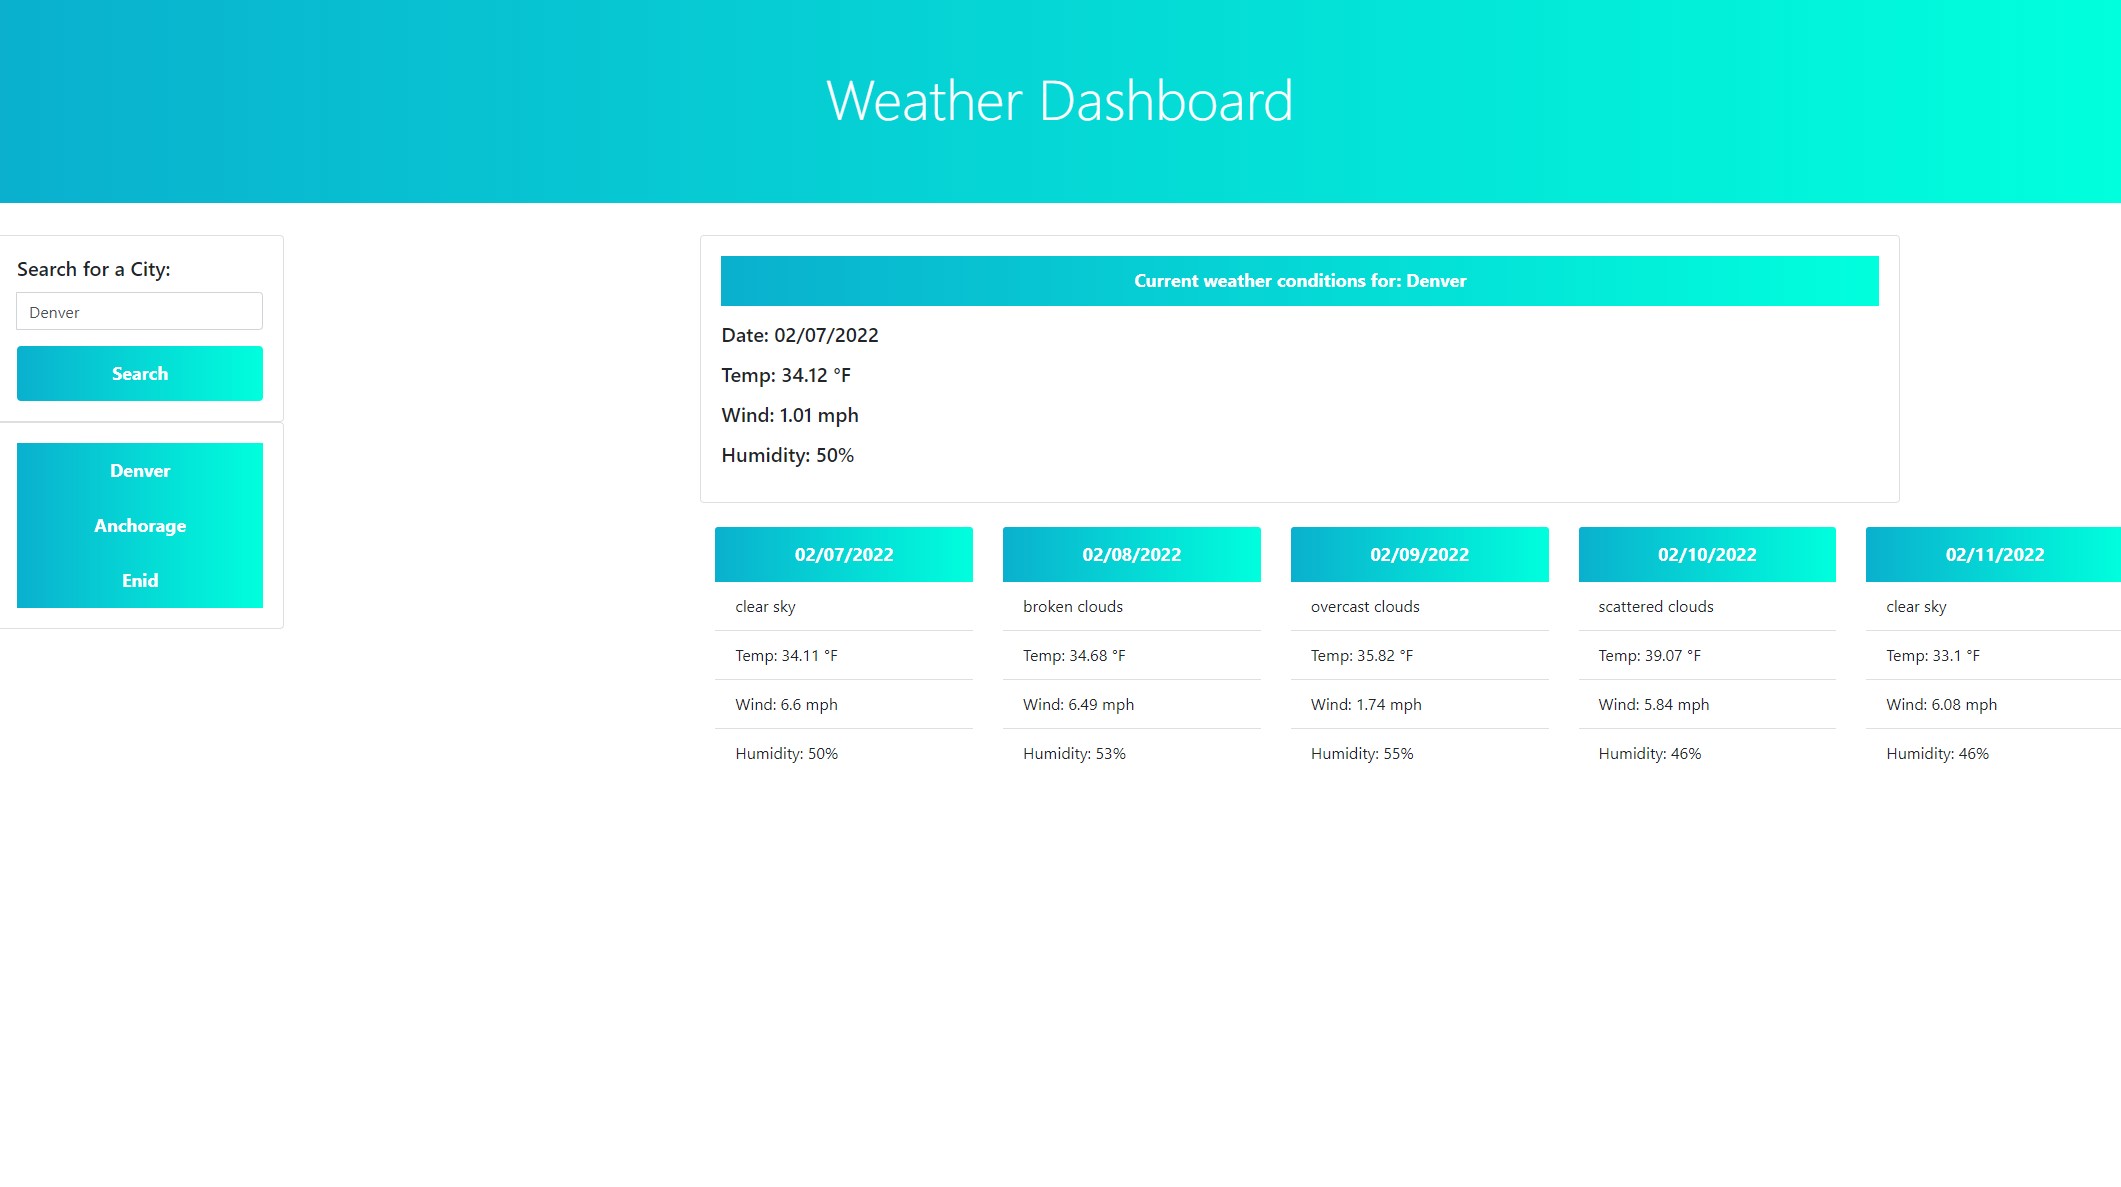 Weather Dashboard
Search for a City:
Denver
Search
Denver
Anchorage
Enid
Current weather conditions for: Denver
Date: 02/07/2022
Temp: 34.12 °F
Wind: 1.01 mph
Humidity: 50%
02/07/2022
clear sky
Temp: 34.11 °F
Wind: 6.6 mph
Humidity: 50%
02/08/2022
broken clouds
Temp: 34.68 °F
Wind: 6.49 mph
Humidity: 53%
02/09/2022
overcast clouds
Temp: 35.82 °F
Wind: 1.74 mph
Humidity: 55%
02/10/2022
scattered clouds
Temp: 39.07 °F
Wind: 5.84 mph
Humidity: 46%
02/11/2022
clear sky
Temp: 33.1 °F
Wind: 6.08 mph
Humidity: 46%